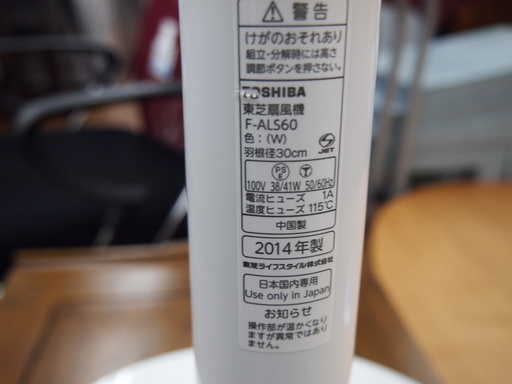 警告
けがのおそれあり
組立・分解時には高さ
調節ボタンを押さない。
TOSHIBA
東芝扇風機
F-ALS60
色：(W)
羽根径30cm
JET
PS
E
100V 38/41W 50/60Hz
電流ヒューズ 1A
温度ヒューズ 115℃
中国製
2014年製
東芝ライフスタイル株式会社
日本国内専用
Use only in Japan
お知らせ
操作部が温かくなり
ますが異常ではあり
ません。